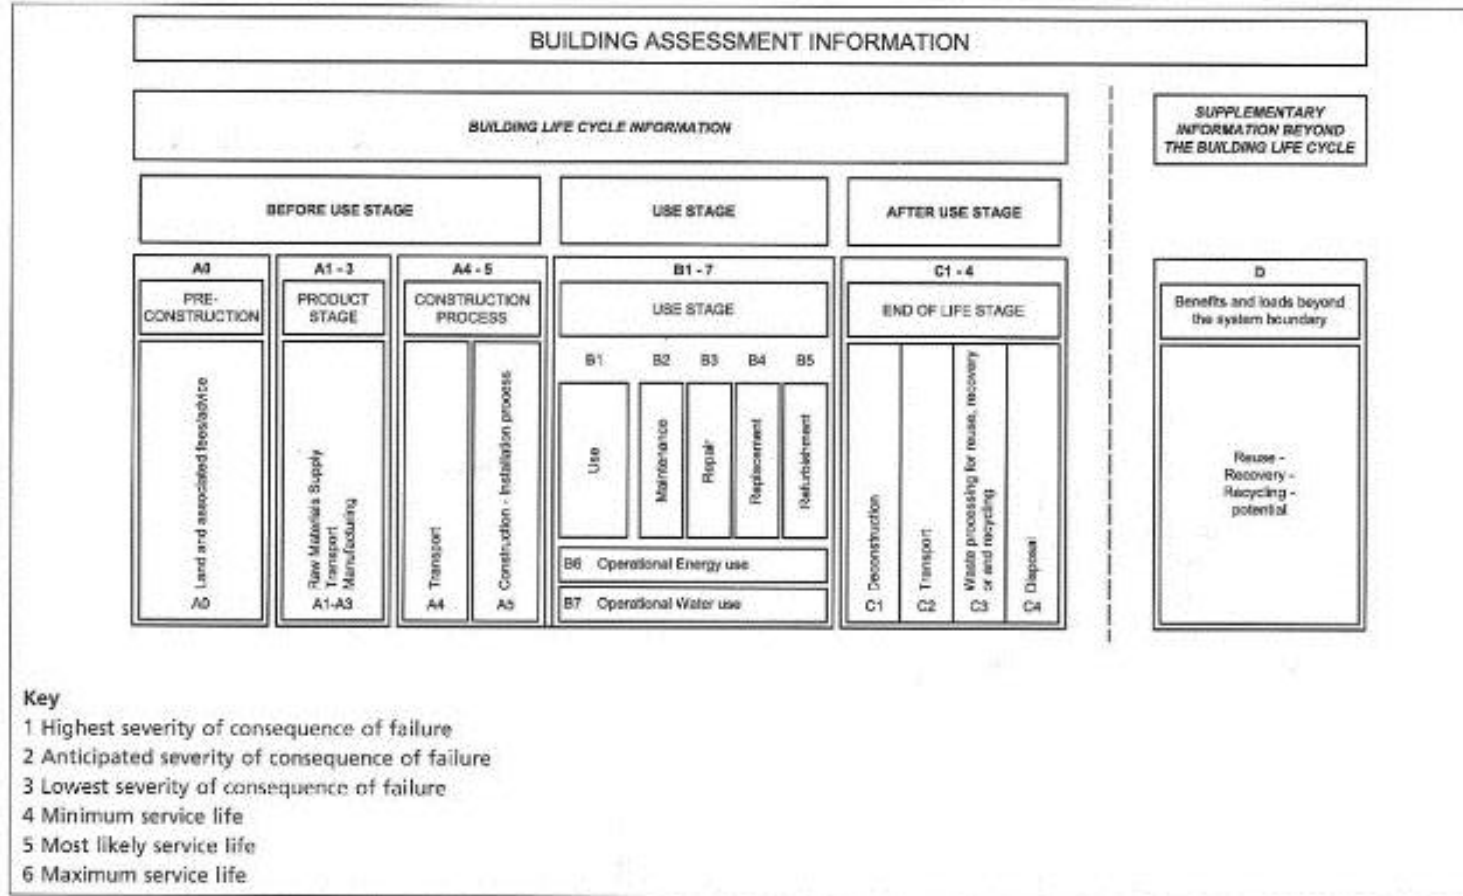 BUILDING ASSESSMENT INFORMATION
BUILDING LIFE CYCLE INFORMATION
SUPPLEMENTARY
INFORMATION BEYOND
THE BUILDING LIFE CYCLE
BEFORE USE STAGE
USE STAGE
AFTER USE STAGE
A0
PRE-
CONSTRUCTION
Land and associated fees/advice
A0
A1 - 3
PRODUCT
STAGE
Raw Materials Supply
Transport
Manufacturing
A1-A3
A4 - 5
CONSTRUCTION
PROCESS
Transport
A4
Construction - Installation process
A5
B1 - 7
USE STAGE
B1
Use
B2
Maintenance
B3
Repair
B4
Replacement
B5
Refurbishment
B6 Operational Energy use
B7 Operational Water use
C1 - 4
END OF LIFE STAGE
Deconstruction
C1
Transport
C2
Waste processing for reuse, recovery
or and recycling
C3
Disposal
C4
D
Benefits and loads beyond
the system boundary
Reuse -
Recovery -
Recycling -
potential
Key
1 Highest severity of consequence of failure
2 Anticipated severity of consequence of failure
3 Lowest severity of consequence of failure
4 Minimum service life
5 Most likely service life
6 Maximum service life